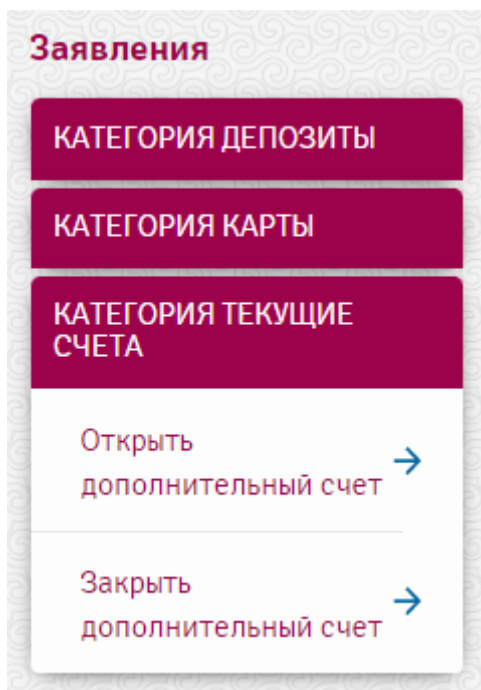 Заявления
КАТЕГОРИЯ ДЕПОЗИТЫ
КАТЕГОРИЯ КАРТЫ
КАТЕГОРИЯ ТЕКУЩИЕ
СЧЕТА
Открыть
дополнительный счет
Закрыть
дополнительный счет